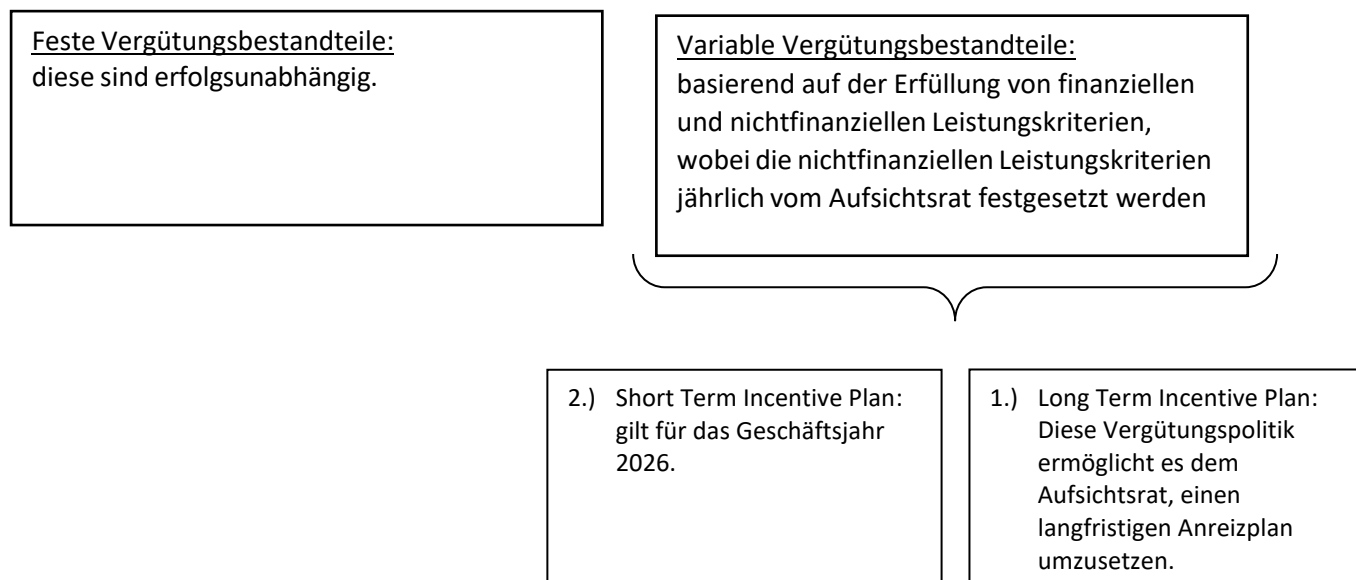 Feste Vergütungsbestandteile:
diese sind erfolgsunabhängig.
Variable Vergütungsbestandteile:
basierend auf der Erfüllung von finanziellen
und nichtfinanziellen Leistungskriterien,
wobei die nichtfinanziellen Leistungskriterien
jährlich vom Aufsichtsrat festgesetzt werden
2.) Short Term Incentive Plan:
gilt für das Geschäftsjahr
2026.
1.) Long Term Incentive Plan:
Diese Vergütungspolitik
ermöglicht es dem
Aufsichtsrat, einen
langfristigen Anreizplan
umzusetzen.